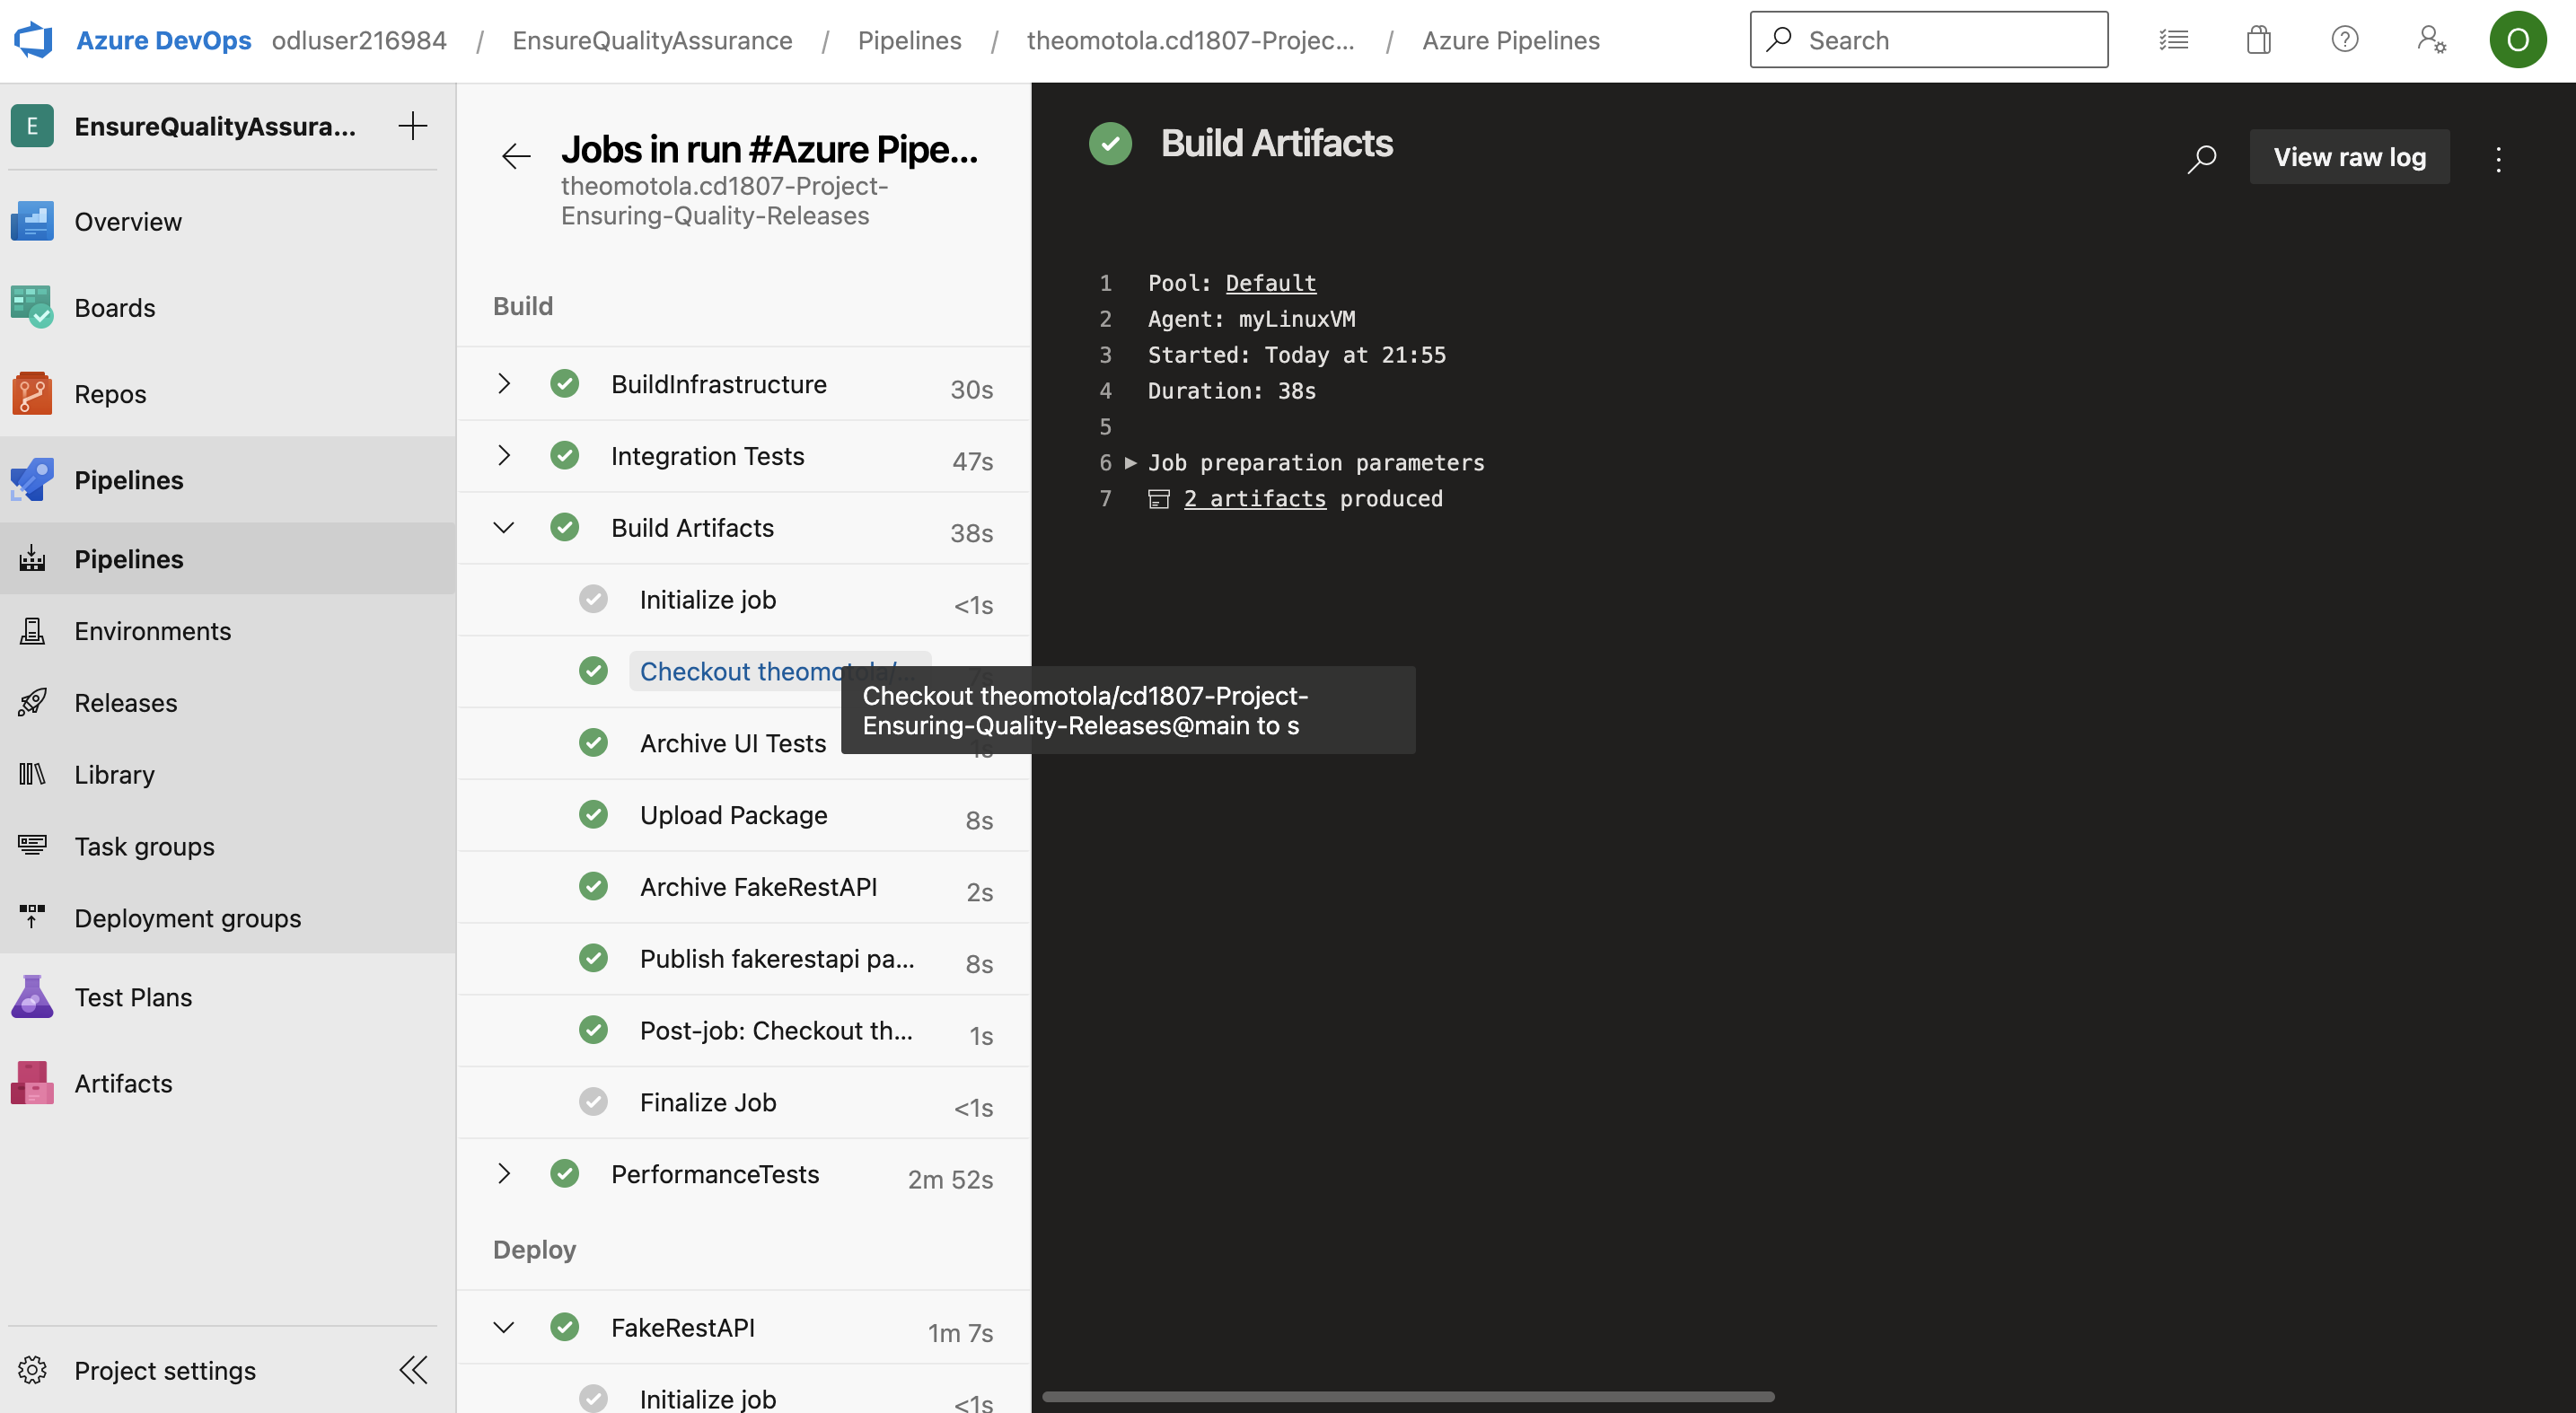 Azure DevOps odluser216984 / EnsureQualityAssurance / Pipelines / theomotola.cd1807-Projec... / Azure Pipelines
Search
O
E EnsureQualityAssura...
Overview
Boards
Repos
Pipelines
Pipelines
Environments
Releases
Library
Task groups
Deployment groups
Test Plans
Artifacts
Project settings
Jobs in run #Azure Pipe...
theomotola.cd1807-Project-
Ensuring-Quality-Releases
Build
BuildInfrastructure 30s
Integration Tests 47s
Build Artifacts 38s
Initialize job <1s
Checkout theomotola/... 7s
Checkout theomotola/cd1807-Project-
Ensuring-Quality-Releases@main to s
Archive UI Tests 1s
Upload Package 8s
Archive FakeRestAPI 2s
Publish fakerestapi pa... 8s
Post-job: Checkout th... 1s
Finalize Job <1s
PerformanceTests 2m 52s
Deploy
FakeRestAPI 1m 7s
Initialize job <1s
Build Artifacts
View raw log
1 Pool: Default
2 Agent: myLinuxVM
3 Started: Today at 21:55
4 Duration: 38s
5
6 Job preparation parameters
7 2 artifacts produced